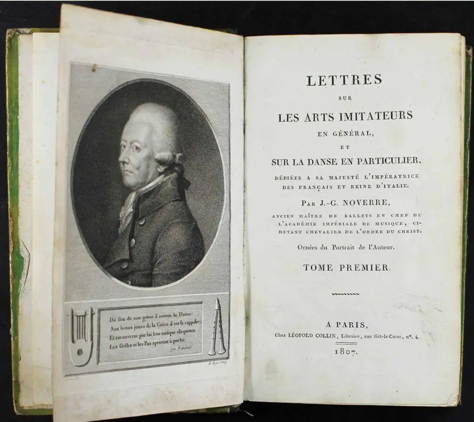 Du feu de son génie il anima la Danse:
Aux beaux jours de la Grèce il sut la rappeler;
Et recouvrant par lui leur antique éloquence
Les Gestes et les Pas apprirent à parler.
LETTRES
SUR
LES ARTS IMITATEURS
EN GÉNÉRAL,
ET
SUR LA DANSE EN PARTICULIER,
DÉDIÉES A SA MAJESTÉ L'IMPÉRATRICE
DES FRANÇAIS ET REINE D'ITALIE.
PAR J.-G. NOVERRE,
ANCIEN MAÎTRE DE BALLETS EN CHEF DE
L'ACADÉMIE IMPÉRIALE DE MUSIQUE, CI-
DEVANT CHEVALIER DE L'ORDRE DU CHRIST;
Ornées du Portrait de l'Auteur.
TOME PREMIER.
A PARIS,
Chez LÉOPOLD COLLIN, Libraire, rue Gît-le-Cœur, n°. 4.
1807.